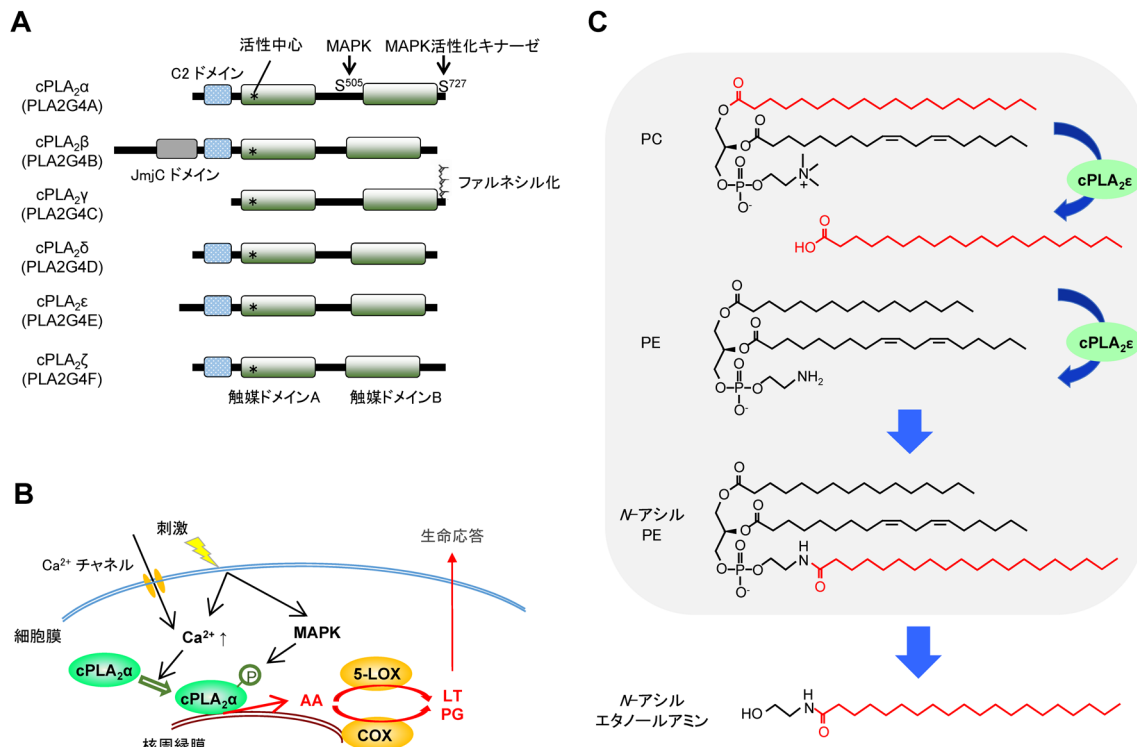 A
活性中心
MAPK
MAPK活性化キナーゼ
C2 ドメイン
cPLA₂α
(PLA2G4A)
*
S⁵⁰⁵
S⁷²⁷
cPLA₂β
(PLA2G4B)
*
JmjC ドメイン
ファルネシル化
cPLA₂γ
(PLA2G4C)
*
cPLA₂δ
(PLA2G4D)
*
cPLA₂ε
(PLA2G4E)
*
cPLA₂ζ
(PLA2G4F)
*
触媒ドメインA
触媒ドメインB
B
刺激
生命応答
Ca²⁺ チャネル
細胞膜
Ca²⁺ ↑
MAPK
cPLA₂α
P
cPLA₂α
AA
5-LOX
COX
LT
PG
核周縁膜
C
PC
O
O
O
O
O
O
P
O
O-
N
+
cPLA₂ε
O
HO
PE
O
O
O
O
O
O
P
O
O-
NH₂
cPLA₂ε
N-アシル
PE
O
O
O
O
O
O
P
O
O-
H
N
O
N-アシル
エタノールアミン
HO
H
N
O